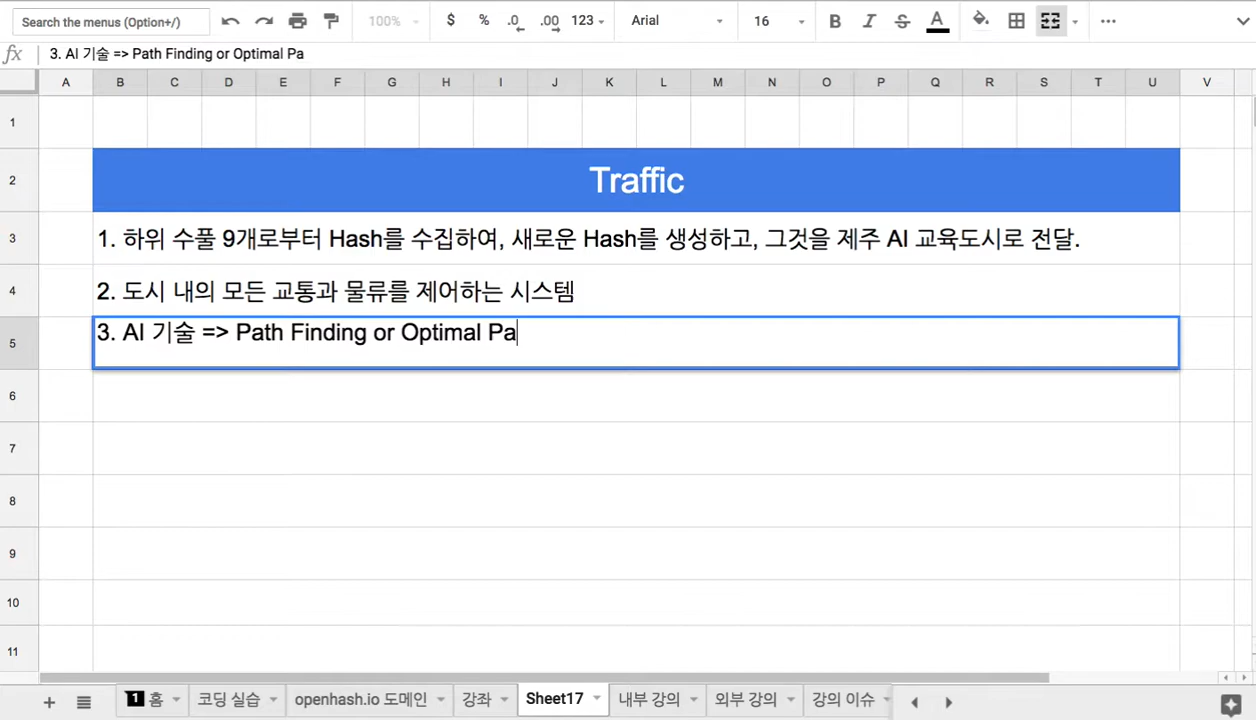 Search the menus (Option+/) 100% $ % .0 .00 123 Arial 16 B I S A
fx 3. AI 기술 => Path Finding or Optimal Pa
A B C D E F G H I J K L M N O P Q R S T U V
1
2 Traffic
3 1. 하위 수풀 9개로부터 Hash를 수집하여, 새로운 Hash를 생성하고, 그것을 제주 AI 교육도시로 전달.
4 2. 도시 내의 모든 교통과 물류를 제어하는 시스템
5 3. AI 기술 => Path Finding or Optimal Pa
6
7
8
9
10
11
1 홈 코딩 실습 openhash.io 도메인 강좌 Sheet17 내부 강의 외부 강의 강의 이슈